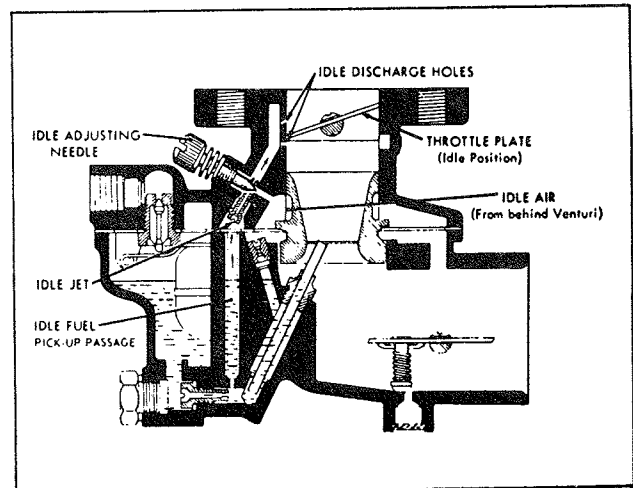 IDLE DISCHARGE HOLES
IDLE ADJUSTING
NEEDLE
THROTTLE PLATE
(Idle Position)
IDLE AIR
(From behind Venturi)
IDLE JET
IDLE FUEL
PICK-UP PASSAGE